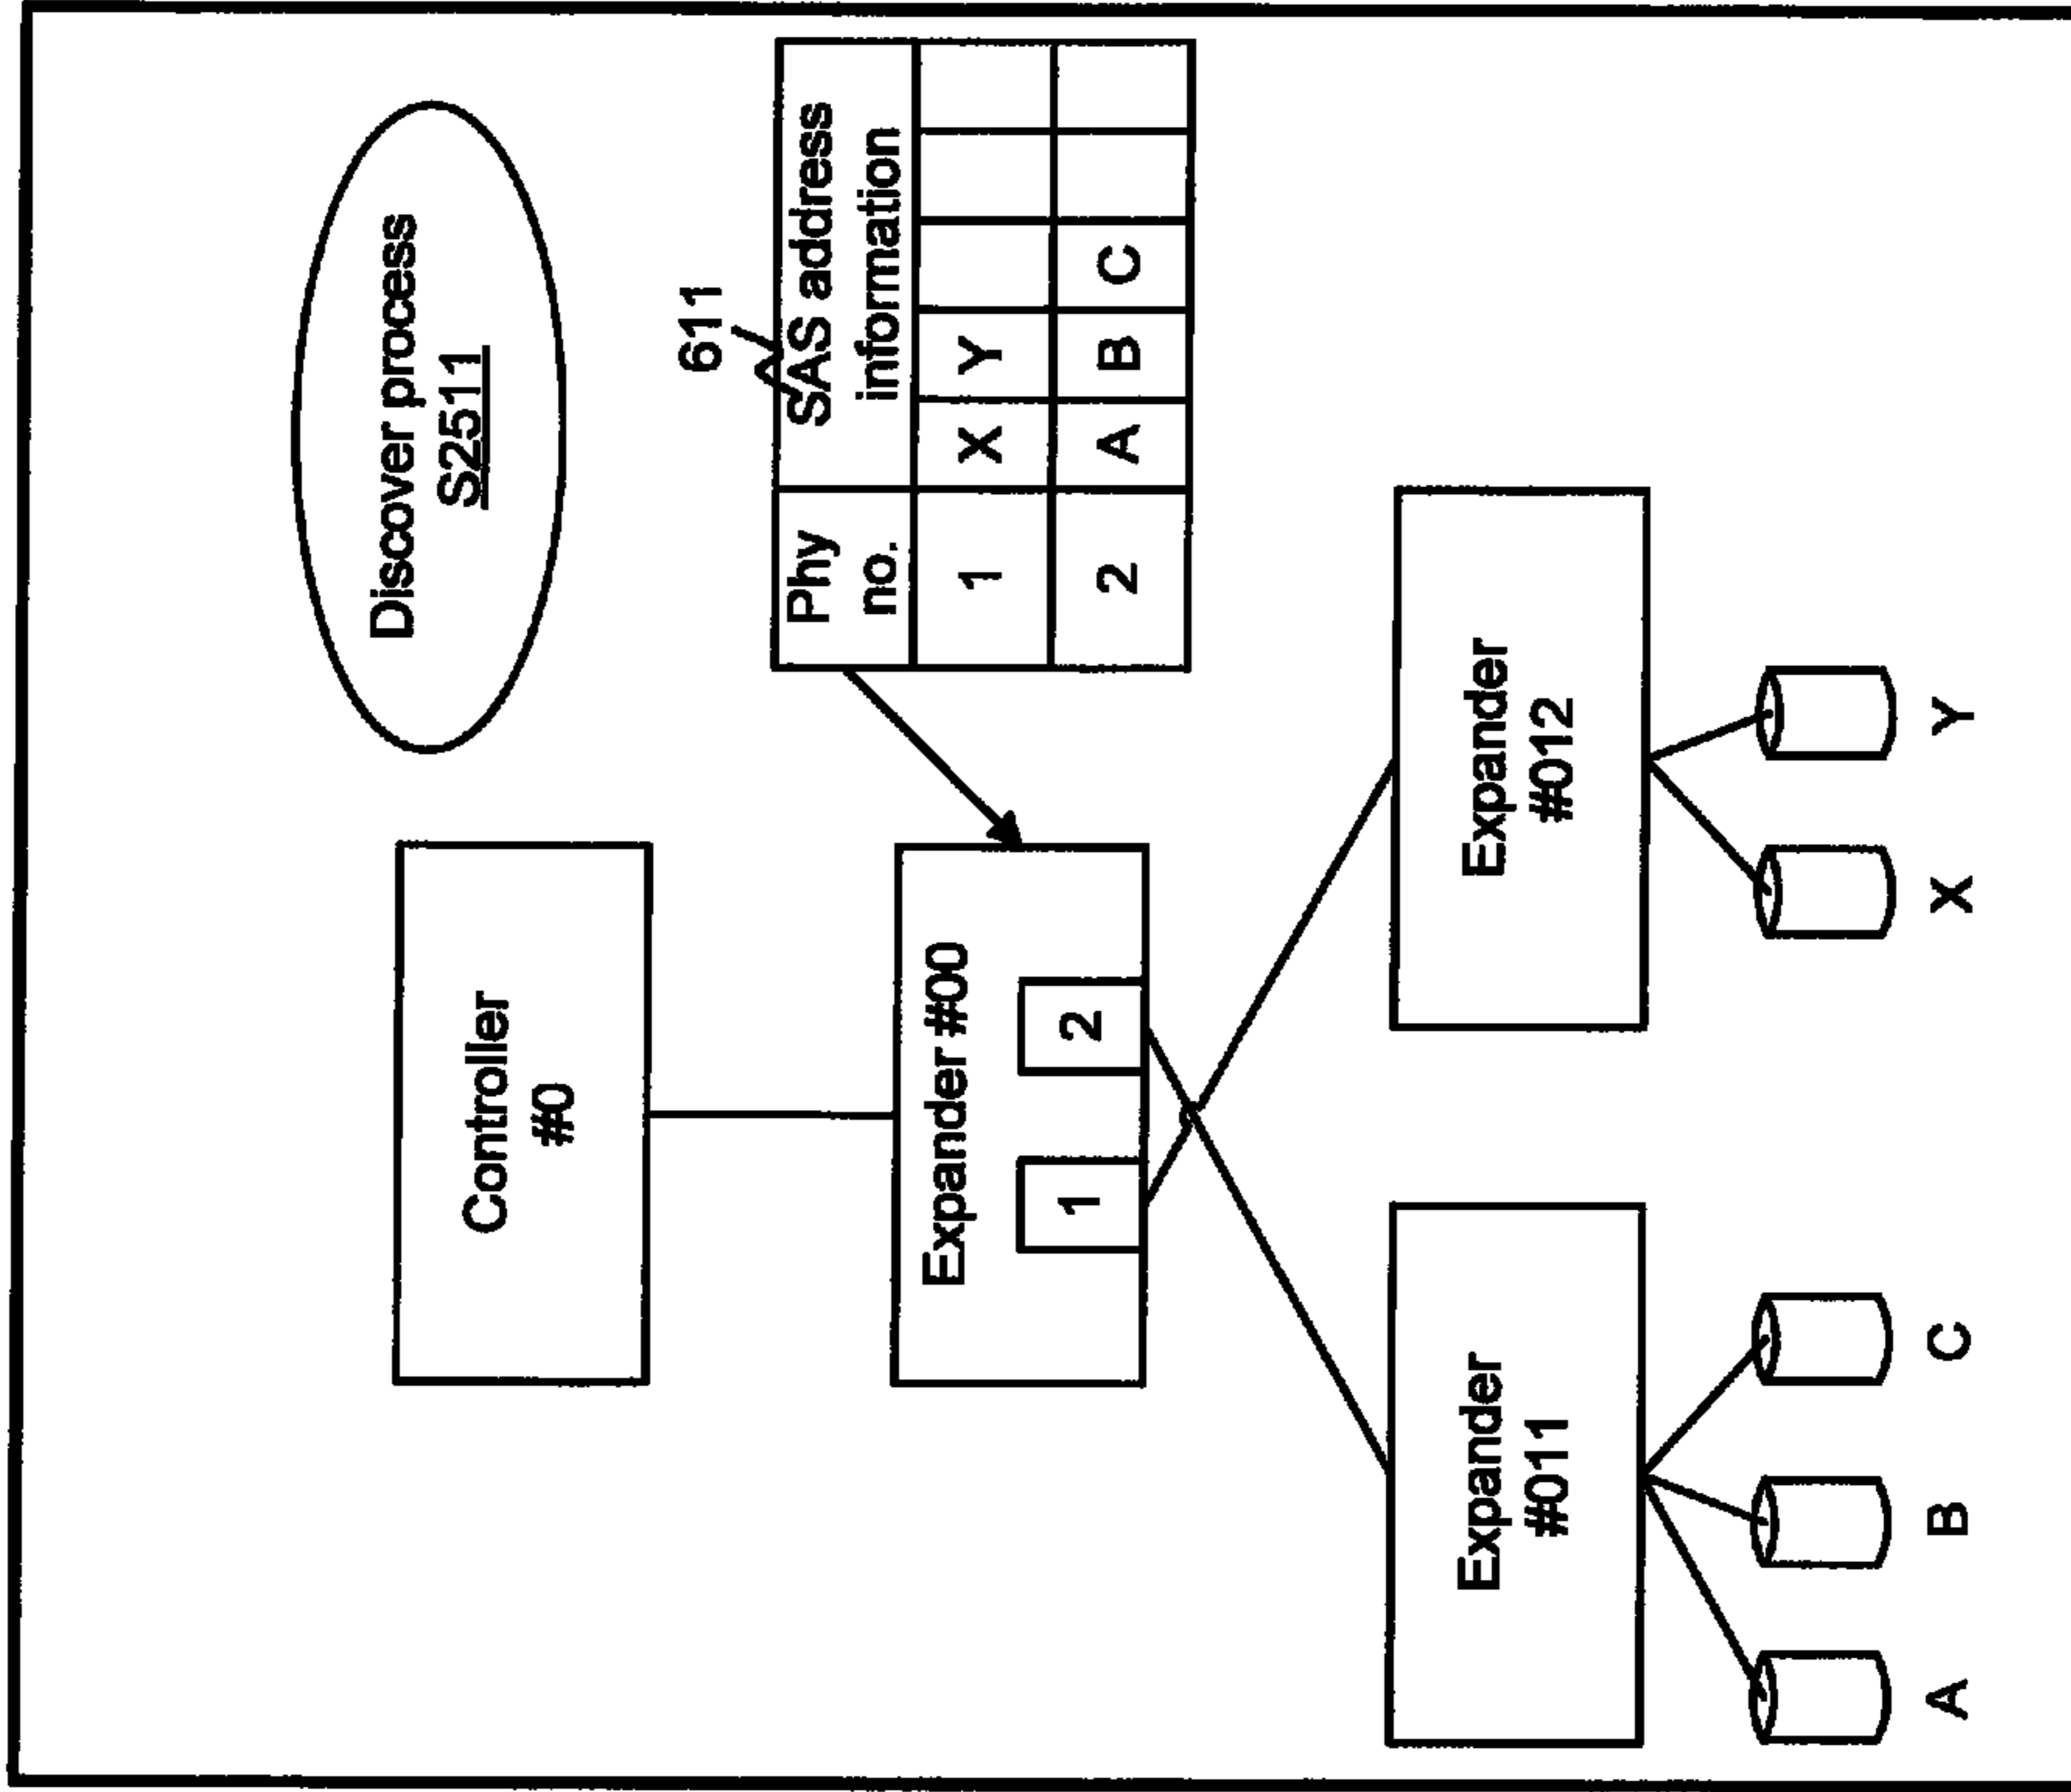 Discover process
S2511
611
Phy
no.
SAS address
information
1 X Y
2 A B C
Controller
#0
Expander #00
1 2
Expander
#011
Expander
#012
A B C X Y